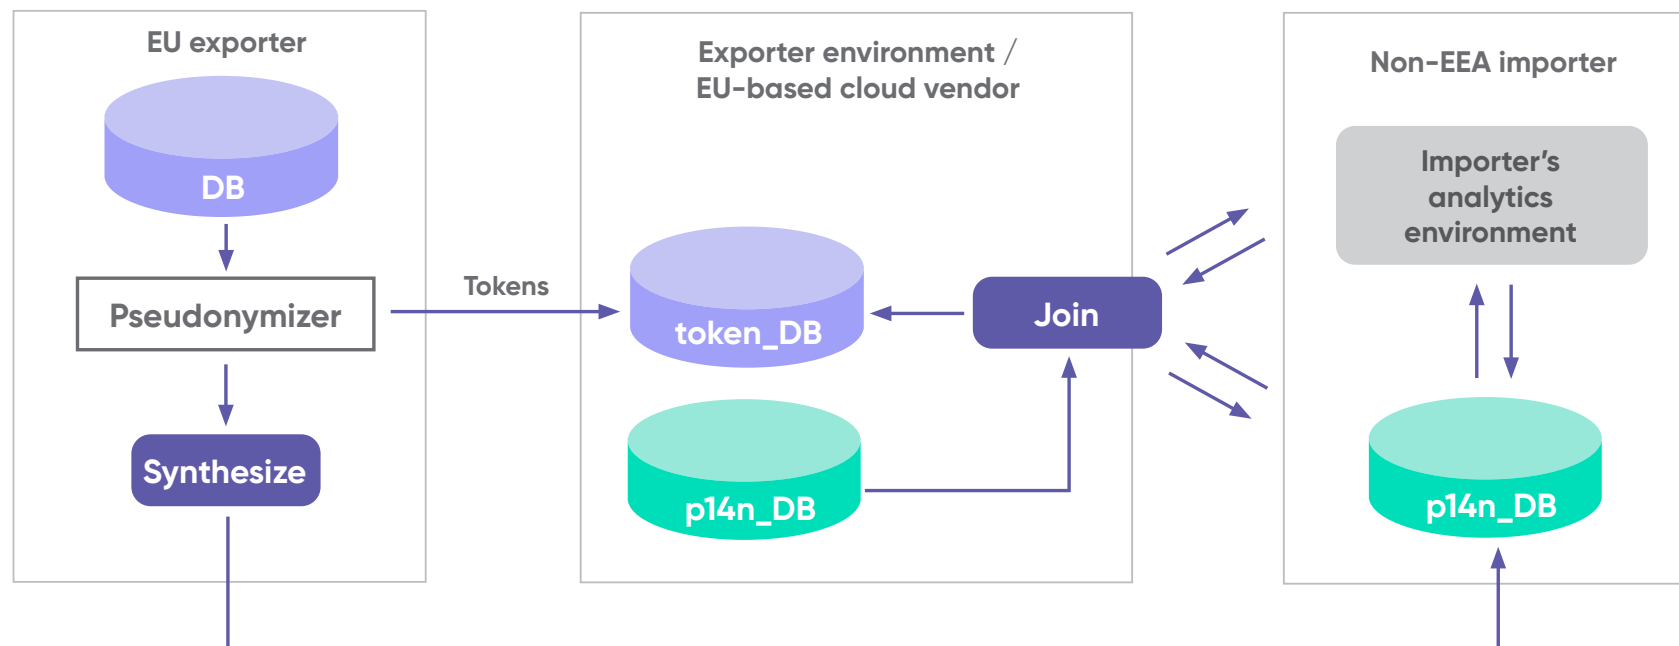 EU exporter
DB
Pseudonymizer
Synthesize
Tokens
Exporter environment /
EU-based cloud vendor
token_DB
Join
p14n_DB
Non-EEA importer
Importer’s
analytics
environment
p14n_DB